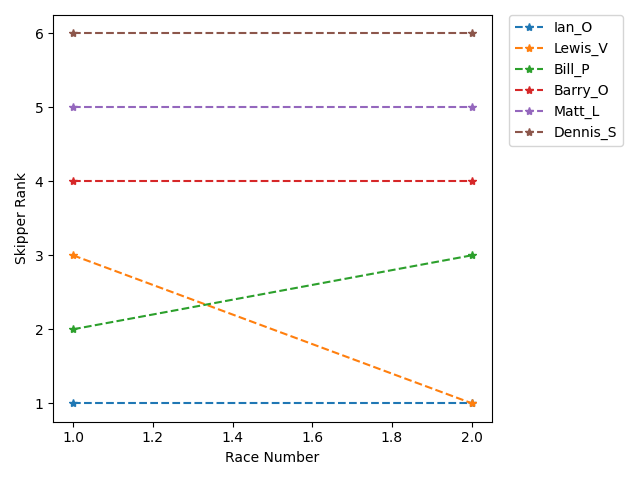 6
5
4
3
2
1
Skipper Rank
1.0 1.2 1.4 1.6 1.8 2.0
Race Number
Ian_O
Lewis_V
Bill_P
Barry_O
Matt_L
Dennis_S